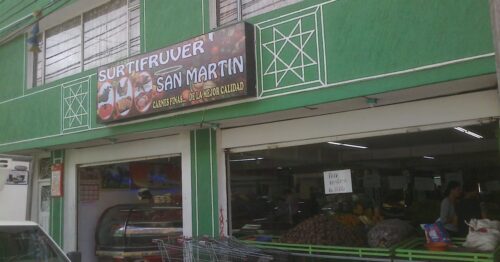 SURTIFRUVER
SAN MARTIN
CARNES FINAS... DE LA MEJOR CALIDAD